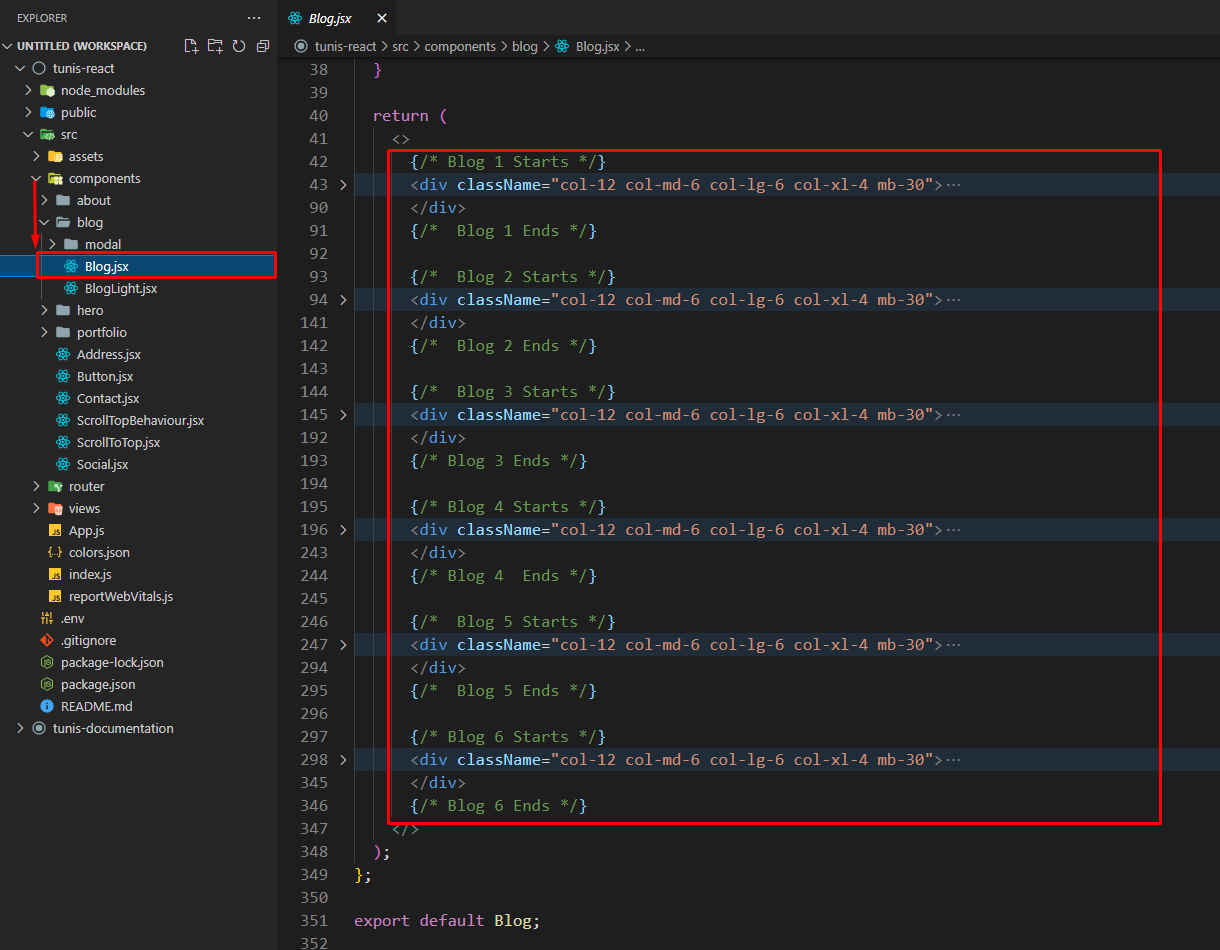 EXPLORER ···
UNTITLED (WORKSPACE)
tunis-react
node_modules
public
src
assets
components
about
blog
modal
Blog.jsx
BlogLight.jsx
hero
portfolio
Address.jsx
Button.jsx
Contact.jsx
ScrollTopBehaviour.jsx
ScrollToTop.jsx
Social.jsx
router
views
JS App.js
{..} colors.json
JS index.js
JS reportWebVitals.js
.env
.gitignore
package-lock.json
package.json
README.md
tunis-documentation
Blog.jsx
tunis-react > src > components > blog > Blog.jsx > ...
38 }
39
40 return (
41 <>
42 {/* Blog 1 Starts */}
43 <div className="col-12 col-md-6 col-lg-6 col-xl-4 mb-30">···
90 </div>
91 {/*  Blog 1 Ends */}
92
93 {/*  Blog 2 Starts */}
94 <div className="col-12 col-md-6 col-lg-6 col-xl-4 mb-30">···
141 </div>
142 {/*  Blog 2 Ends */}
143
144 {/*  Blog 3 Starts */}
145 <div className="col-12 col-md-6 col-lg-6 col-xl-4 mb-30">···
192 </div>
193 {/* Blog 3 Ends */}
194
195 {/* Blog 4 Starts */}
196 <div className="col-12 col-md-6 col-lg-6 col-xl-4 mb-30">···
243 </div>
244 {/* Blog 4  Ends */}
245
246 {/*  Blog 5 Starts */}
247 <div className="col-12 col-md-6 col-lg-6 col-xl-4 mb-30">···
294 </div>
295 {/*  Blog 5 Ends */}
296
297 {/* Blog 6 Starts */}
298 <div className="col-12 col-md-6 col-lg-6 col-xl-4 mb-30">···
345 </div>
346 {/* Blog 6 Ends */}
347 </>
348 );
349 };
350
351 export default Blog;
352